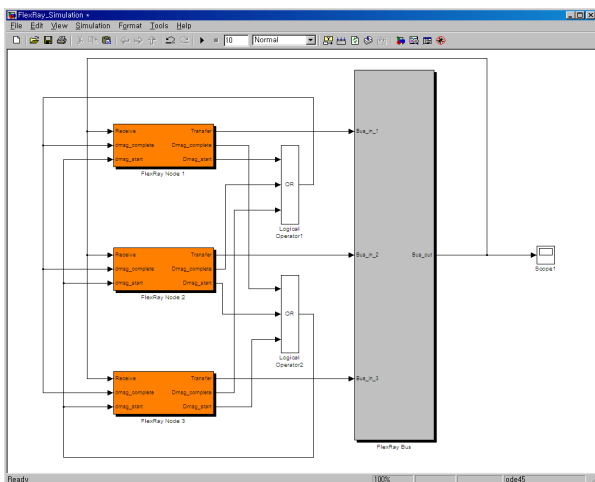 FlexRay_Simulation *
File Edit View Simulation Format Tools Help
10 Normal
Receive Transfer
dmsg_complete Dmsg_complete
dmsg_start Dmsg_start
FlexRay Node 1
Bus_in_1
OR
Logical
Operator1
Receive Transfer
dmsg_complete Dmsg_complete
dmsg_start Dmsg_start
FlexRay Node 2
Bus_in_2
Bus_out
Scope1
OR
Logical
Operator2
Receive Transfer
dmsg_complete Dmsg_complete
dmsg_start Dmsg_start
FlexRay Node 3
Bus_in_3
FlexRay Bus
Ready 100% ode45